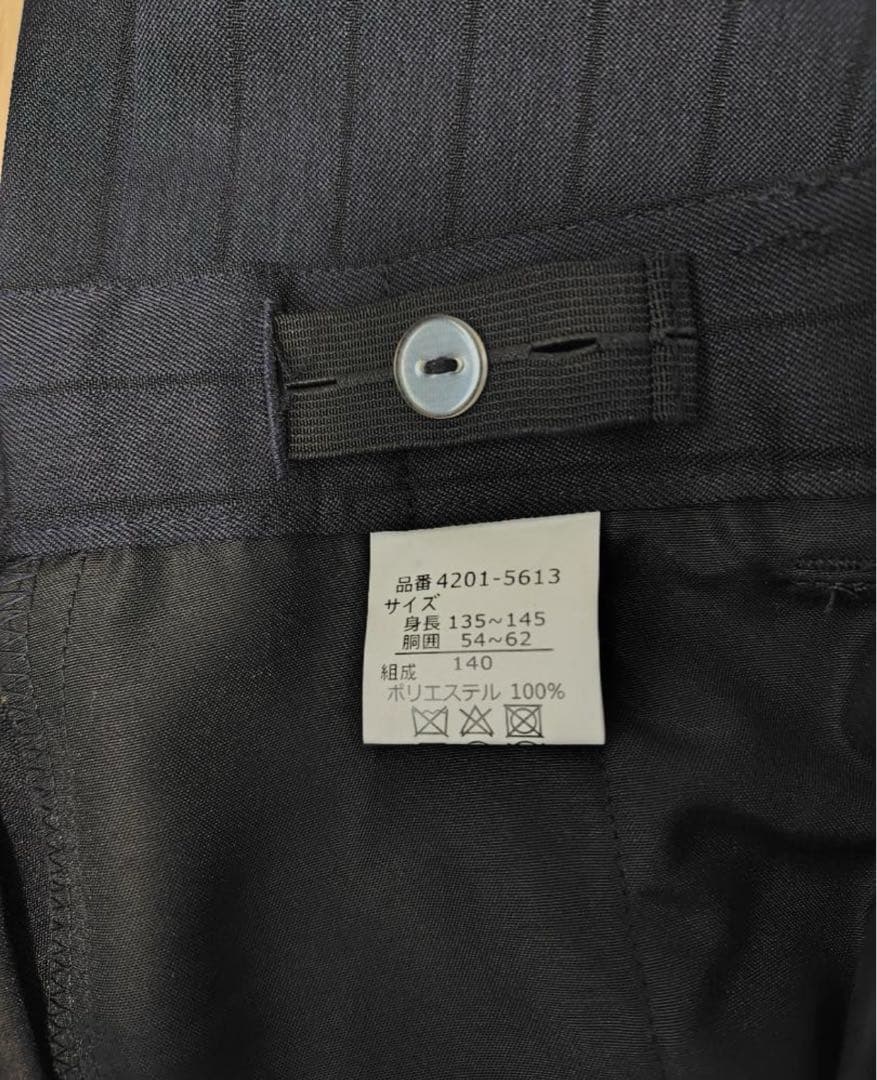 品番 4201-5613
サイズ
身長 135~145
胴囲 54~62
140
組成
ポリエステル 100%